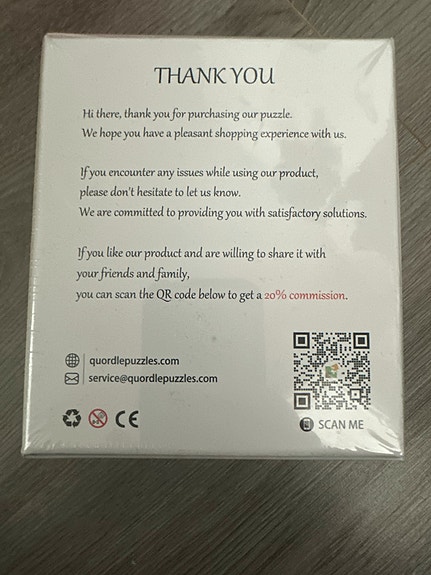 THANK YOU
Hi there, thank you for purchasing our puzzle.
We hope you have a pleasant shopping experience with us.
If you encounter any issues while using our product,
please don't hesitate to let us know.
We are committed to providing you with satisfactory solutions.
If you like our product and are willing to share it with
your friends and family,
you can scan the QR code below to get a 20% commission.
quordlepuzzles.com
service@quordlepuzzles.com
CE
SCAN ME